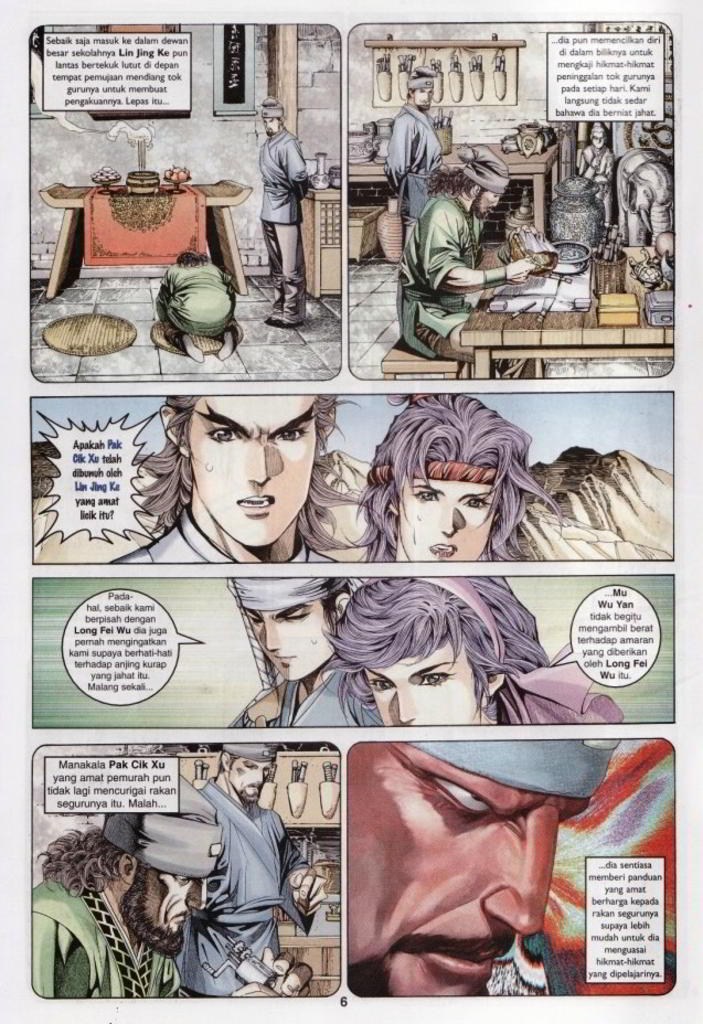 Sebaik saja masuk ke dalam dewan
besar sekolahnya Lin Jing Ke pun
lantas bertekuk lutut di depan
tempat pemujaan mendiang tok
gurunya untuk membuat
pengakuannya. Lepas itu...
...dia pun memencilkan diri
di dalam biliknya untuk
mengkaji hikmat-hikmat
peninggalan tok gurunya
pada setiap hari. Kami
langsung tidak sedar
bahawa dia berniat jahat.
Apakah Pak
Cik Xu telah
dibunuh oleh
Lin Jing Ke
yang amat
licik itu?
Pada-
hal, sebaik kami
berpisah dengan
Long Fei Wu dia juga
pernah mengingatkan
kami supaya berhati-hati
terhadap anjing kurap
yang jahat itu.
Malang sekali...
...Mu
Wu Yan
tidak begitu
mengambil berat
terhadap amaran
yang diberikan
oleh Long Fei
Wu itu.
Manakala Pak Cik Xu
yang amat pemurah pun
tidak lagi mencurigai rakan
segurunya itu. Malah...
...dia sentiasa
memberi panduan
yang amat
berharga kepada
rakan segurunya
supaya lebih
mudah untuk dia
menguasai
hikmat-hikmat
yang dipelajarinya.
6